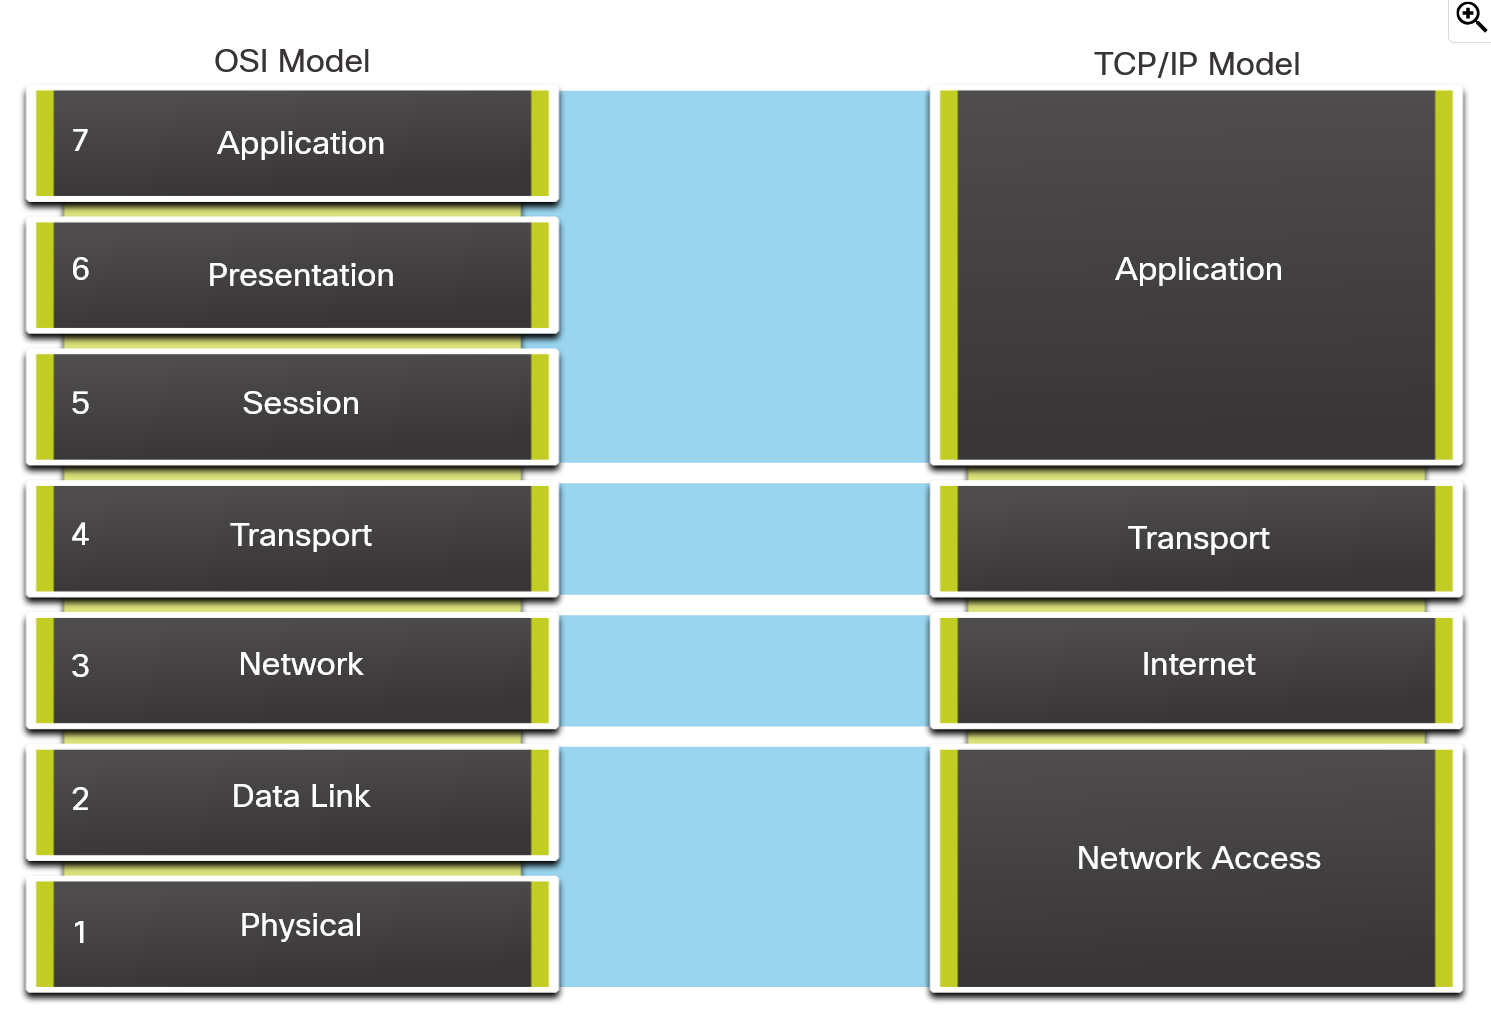 OSI Model
7 Application
6 Presentation
5 Session
4 Transport
3 Network
2 Data Link
1 Physical
TCP/IP Model
Application
Transport
Internet
Network Access